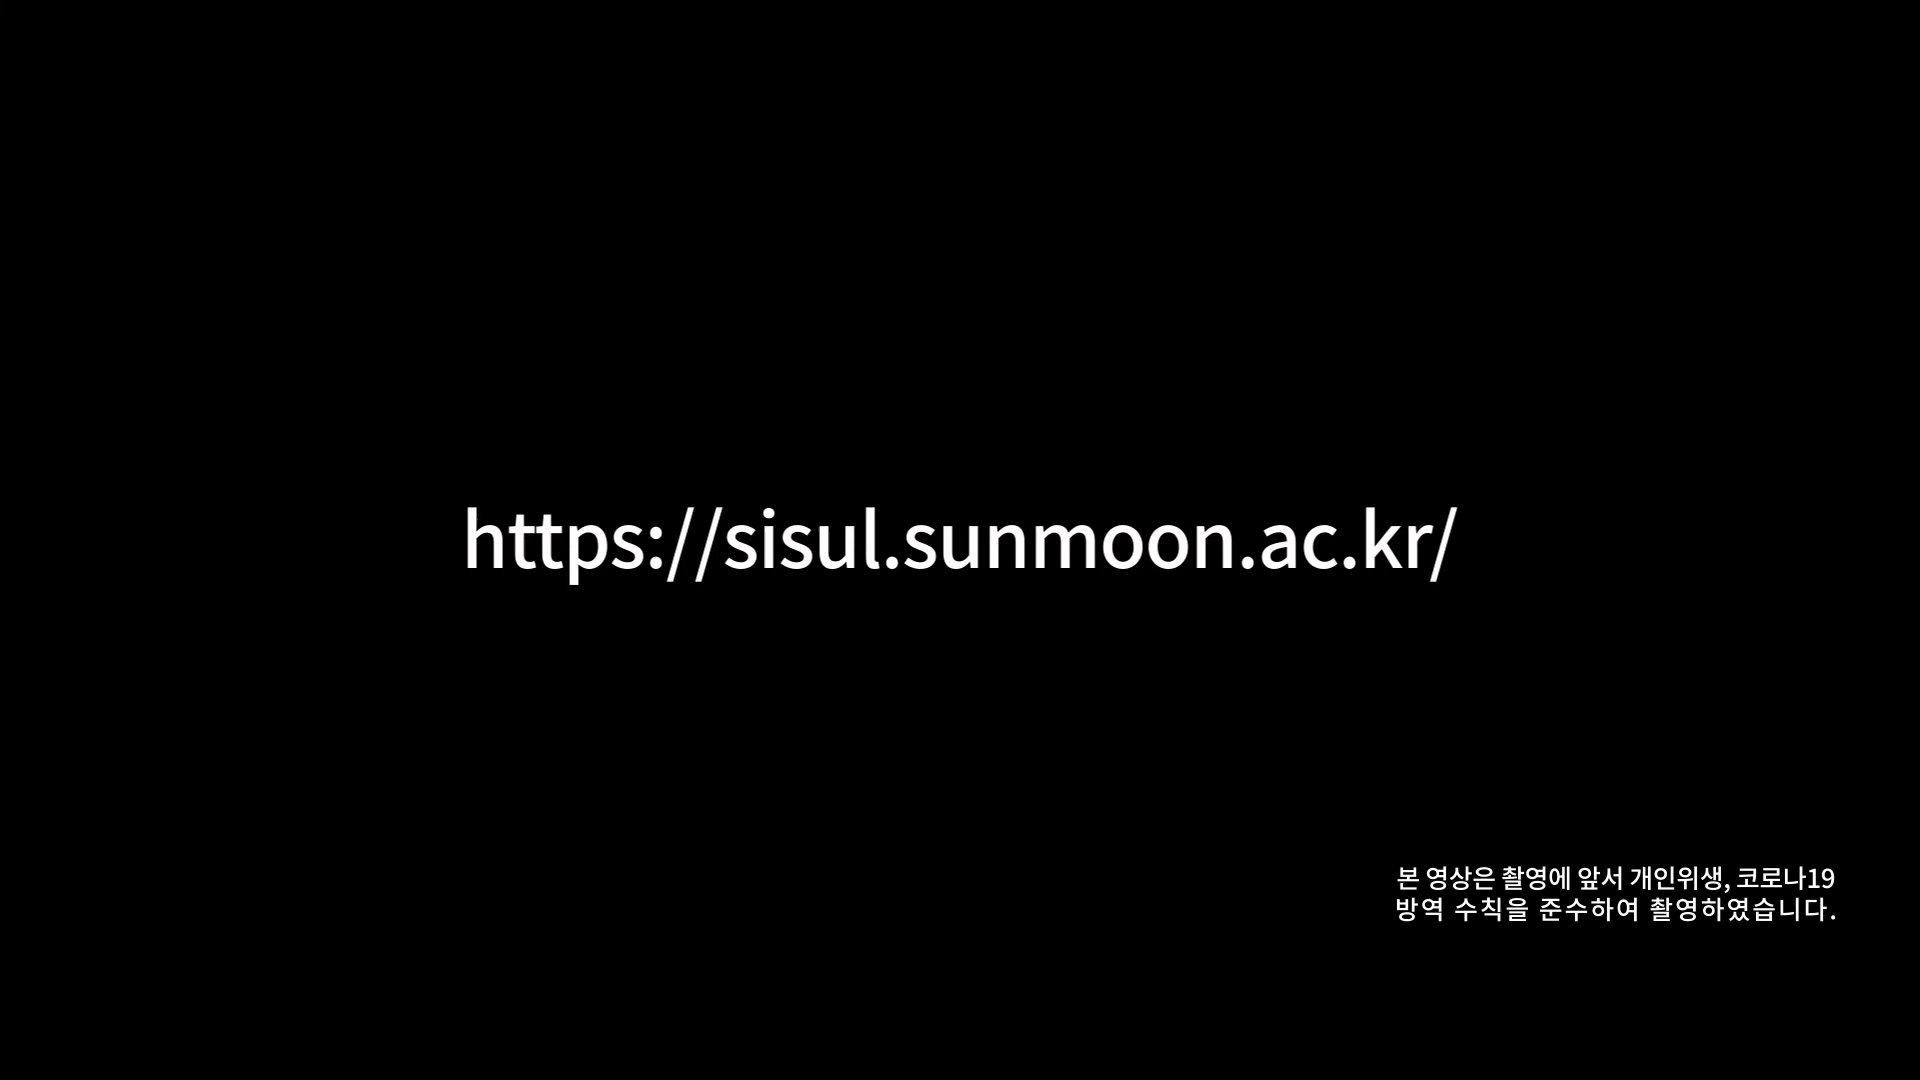 https://sisul.sunmoon.ac.kr/
본 영상은 촬영에 앞서 개인위생, 코로나19
방역 수칙을 준수하여 촬영하였습니다.